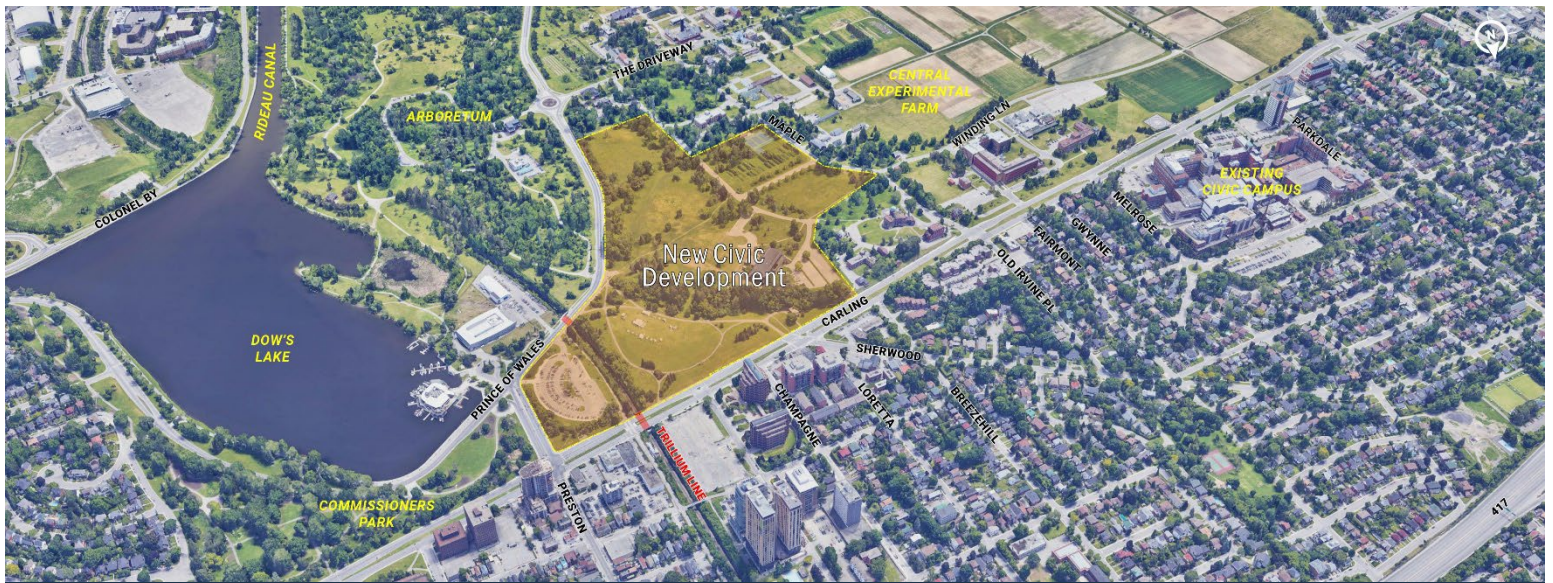 N
RIDEAU CANAL
THE DRIVEWAY
CENTRAL
EXPERIMENTAL
FARM
ARBORETUM
MAPLE
WINDING LN
PARKDALE
EXISTING
CIVIC CAMPUS
COLONEL BY
MELROSE
GWYNNE
FAIRMONT
OLD IRVINE PL
New Civic
Development
CARLING
DOW'S
LAKE
PRINCE OF WALES
SHERWOOD
CHAMPAGNE
LORETTA
BREEZEHILL
TRILLIUM LINE
COMMISSIONERS
PARK
PRESTON
417